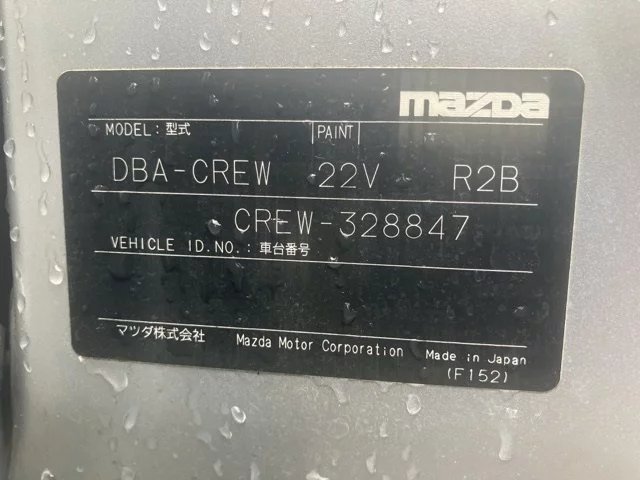 mazda
MODEL: 型式 PAINT
DBA-CREW 22V R2B
CREW-328847
VEHICLE ID.NO.: 車台番号
マツダ株式会社 Mazda Motor Corporation Made in Japan
(F152)